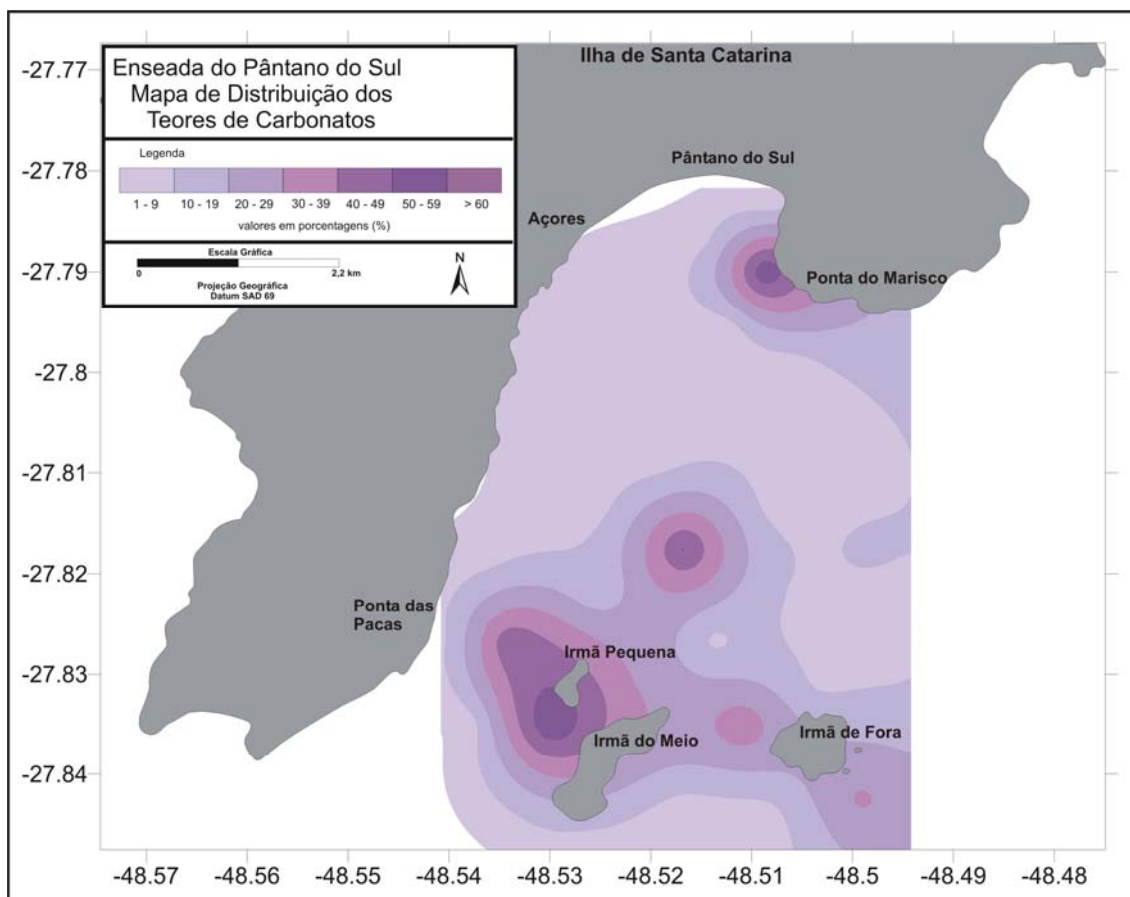 Enseada do Pântano do Sul
Mapa de Distribuição dos
Teores de Carbonatos
Legenda
1 - 9 10 - 19 20 - 29 30 - 39 40 - 49 50 - 59 > 60
valores em porcentagens (%)
Escala Gráfica
0 2,2 km
N
Projeção Geográfica
Datum SAD 69
Ilha de Santa Catarina
Pântano do Sul
Açores
Ponta do Marisco
Ponta das
Pacas
Irmã Pequena
Irmã do Meio
Irmã de Fora
-27.77
-27.78
-27.79
-27.8
-27.81
-27.82
-27.83
-27.84
-48.57 -48.56 -48.55 -48.54 -48.53 -48.52 -48.51 -48.5 -48.49 -48.48